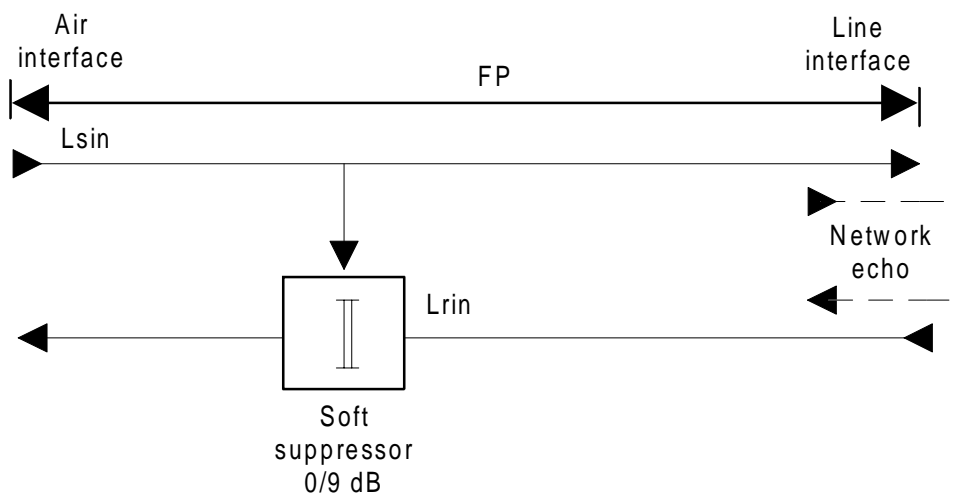 Air
interface
Line
interface
FP
Lsin
Network
echo
Lrin
Soft
suppressor
0/9 dB